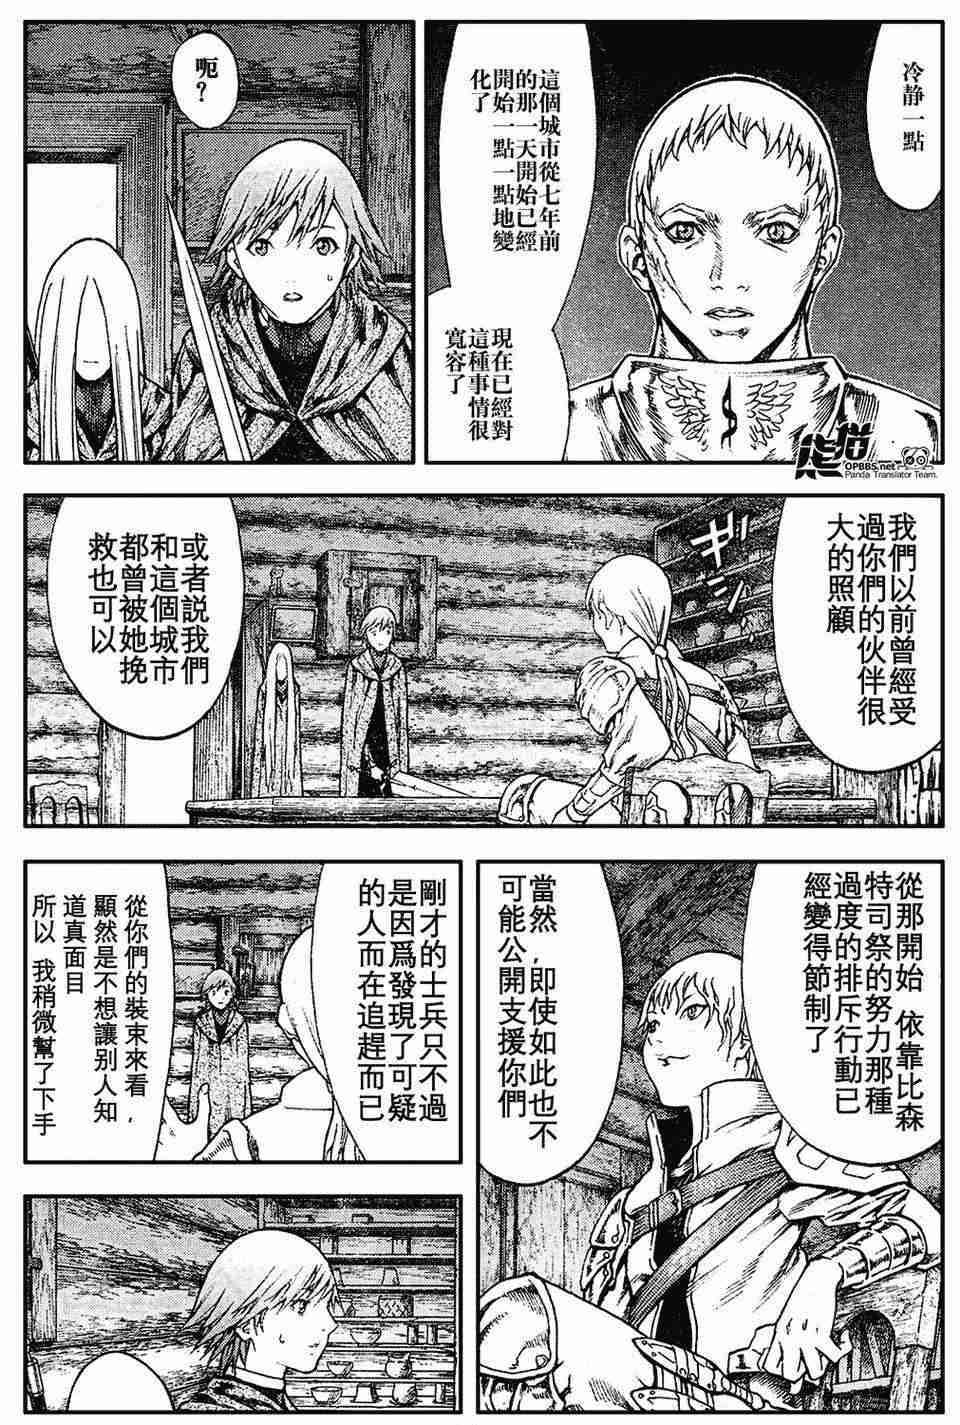 冷静一點
這個城市從七年前
的那一天開始已經
開始一點一點地變
化了
現在已經對
這種事情很
寬容了
呃？
熊猫
OPBBS.net
Panda Translator Team.
我們以前曾經受
過你們的伙伴很
大的照顧
或者説我們
和這個城市
都曾被她挽
救也可以
從那開始 依靠比森
特司祭的努力那種
過度的排斥行動已
經變得節制了
當然,即使如此也不
可能公開支援你們
剛才的士兵只不過
是因爲發現了可疑
的人而在追趕而已
從你們的裝束來看,
顯然是不想讓别人知
道真面目
所以 我稍微幫了下手